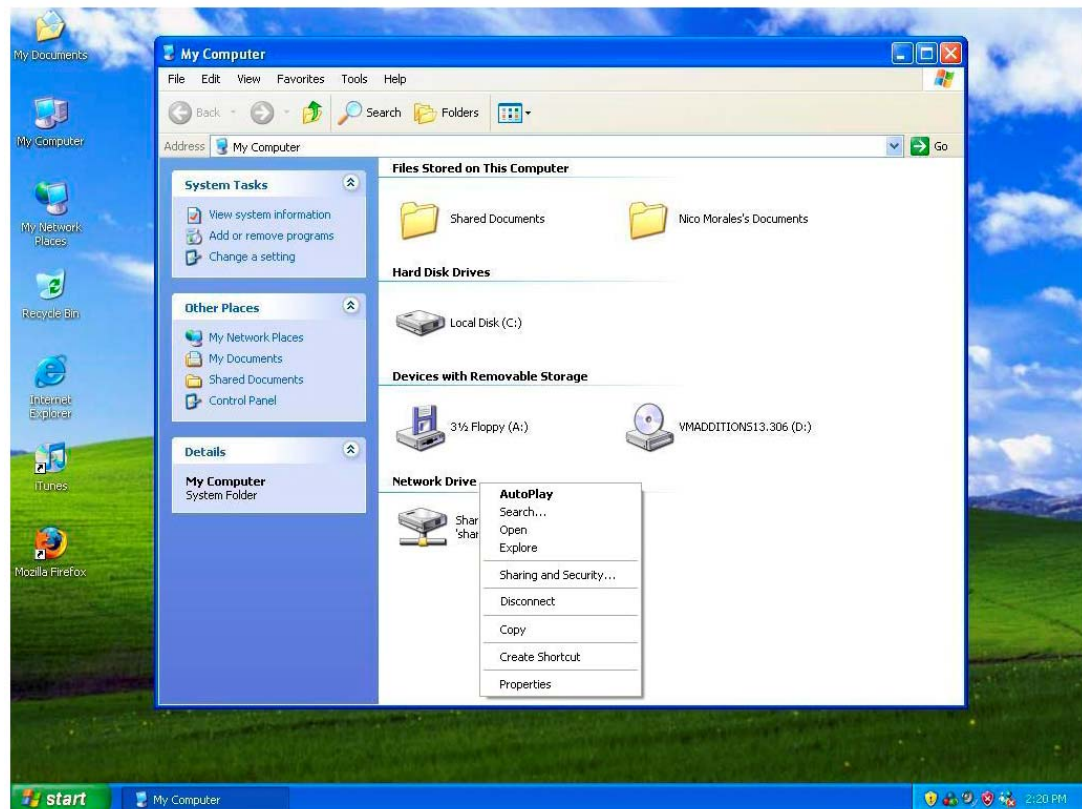 My Documents
My Computer
My Network
Places
Recycle Bin
Internet
Explorer
iTunes
Mozilla Firefox
My Computer
File Edit View Favorites Tools Help
Back Search Folders
Address My Computer Go
System Tasks
View system information
Add or remove programs
Change a setting
Other Places
My Network Places
My Documents
Shared Documents
Control Panel
Details
My Computer
System Folder
Files Stored on This Computer
Shared Documents Nico Morales's Documents
Hard Disk Drives
Local Disk (C:)
Devices with Removable Storage
3½ Floppy (A:) VMADDITIONS13.306 (D:)
Network Drive
Shar
'shar
AutoPlay
Search...
Open
Explore
Sharing and Security...
Disconnect
Copy
Create Shortcut
Properties
start My Computer 2:20 PM